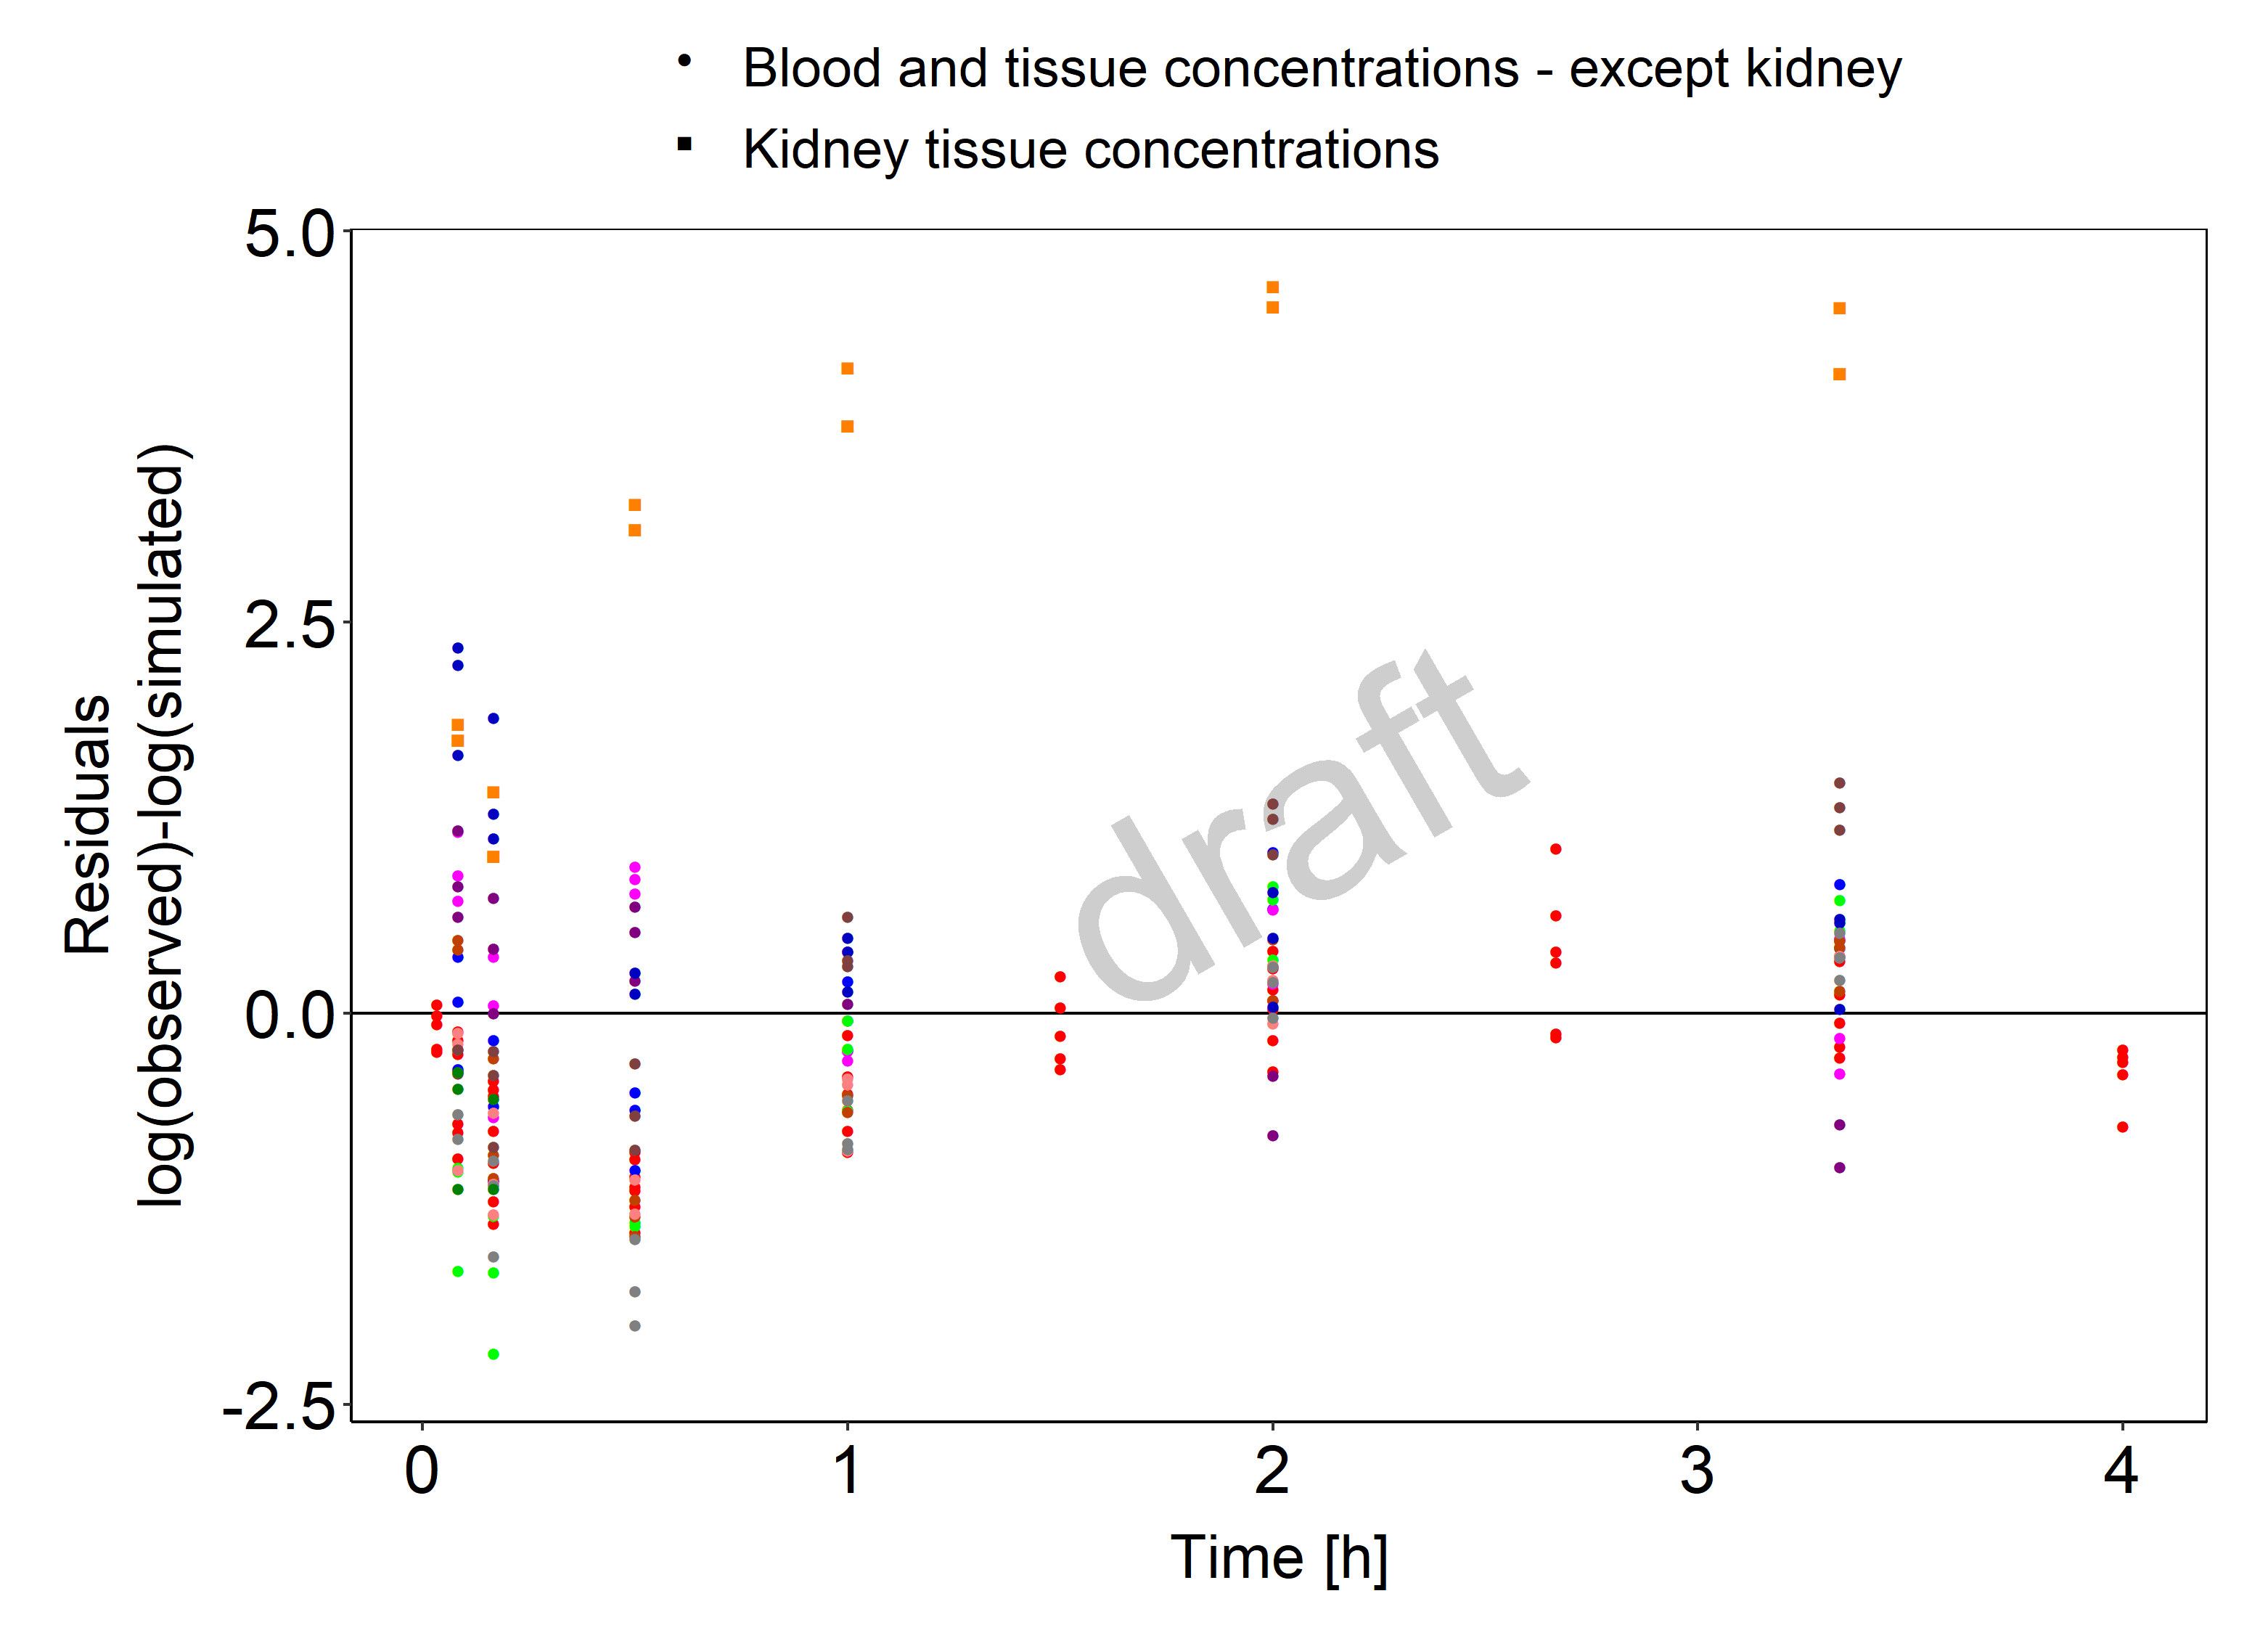 Blood and tissue concentrations - except kidney
Kidney tissue concentrations
5.0
2.5
0.0
-2.5
Residuals
log(observed)-log(simulated)
draft
0 1 2 3 4
Time [h]